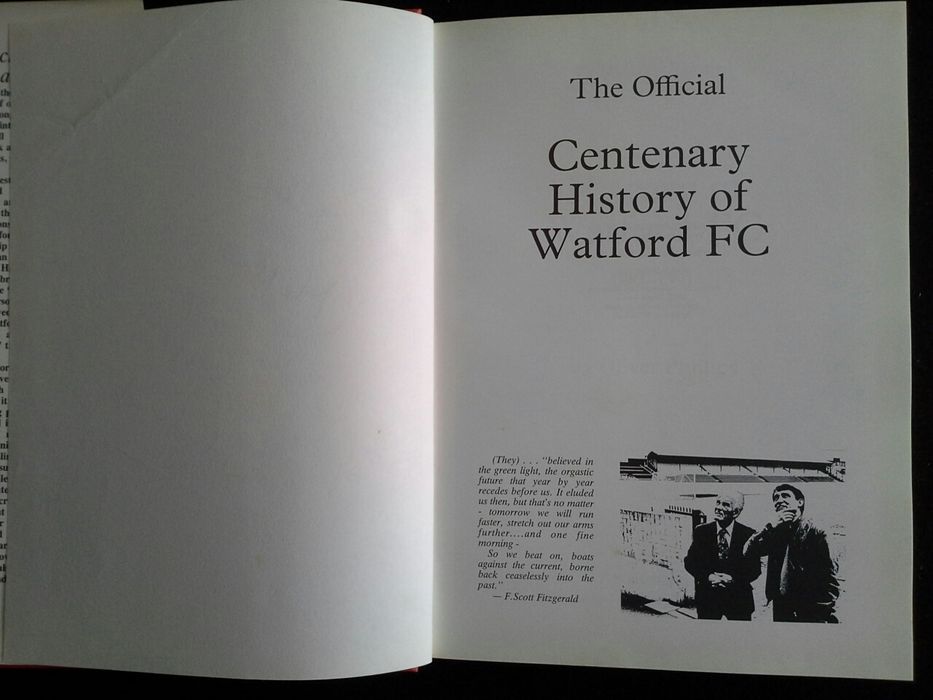 The Official
Centenary
History of
Watford FC
(They) . . . "believed in
the green light, the orgastic
future that year by year
recedes before us. It eluded
us then, but that's no matter
- tomorrow we will run
faster, stretch out our arms
further....and one fine
morning -
So we beat on, boats
against the current, borne
back ceaselessly into the
past."
— F.Scott Fitzgerald